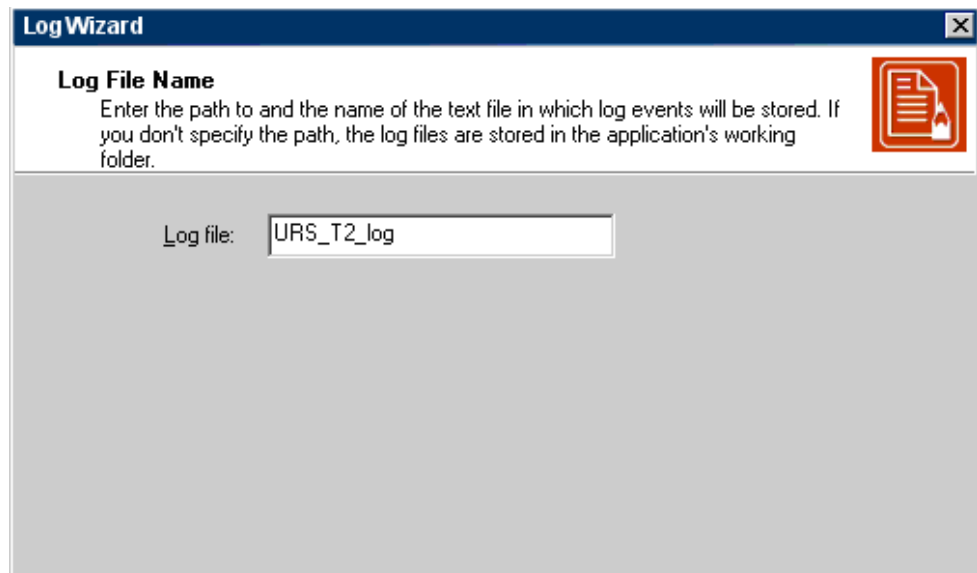 Log Wizard
Log File Name
Enter the path to and the name of the text file in which log events will be stored. If
you don't specify the path, the log files are stored in the application's working
folder.
Log file: URS_T2_log